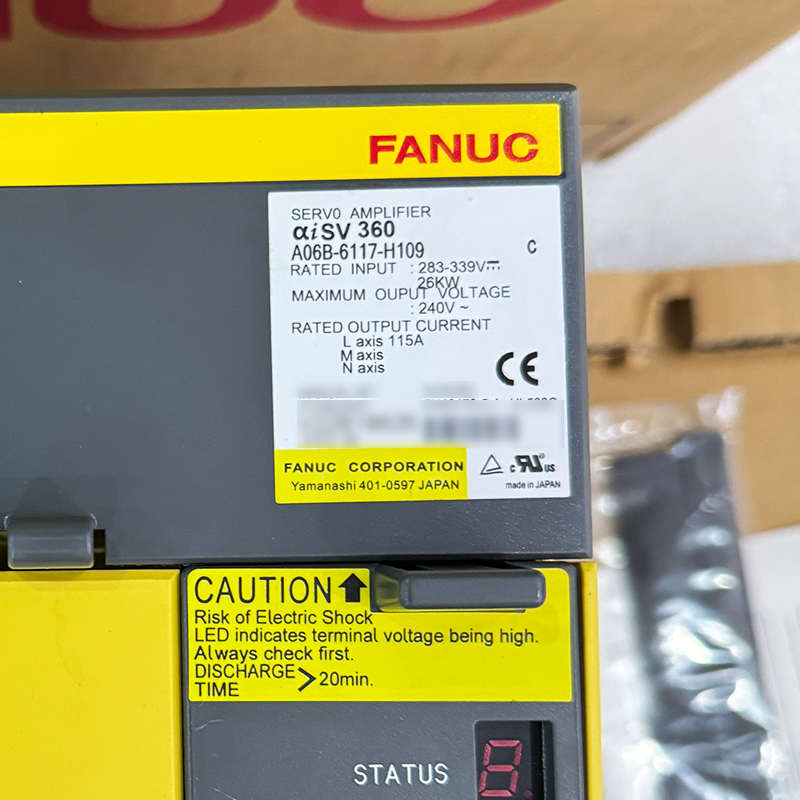 FANUC
SERVO AMPLIFIER
αiSV 360
A06B-6117-H109 C
RATED INPUT : 283-339V⎓
26KW
MAXIMUM OUPUT VOLTAGE
: 240V ~
RATED OUTPUT CURRENT
L axis 115A
M axis
N axis
CE
FANUC CORPORATION
Yamanashi 401-0597 JAPAN
c RU US
made in JAPAN
CAUTION
Risk of Electric Shock
LED indicates terminal voltage being high.
Always check first.
DISCHARGE
TIME > 20min.
STATUS